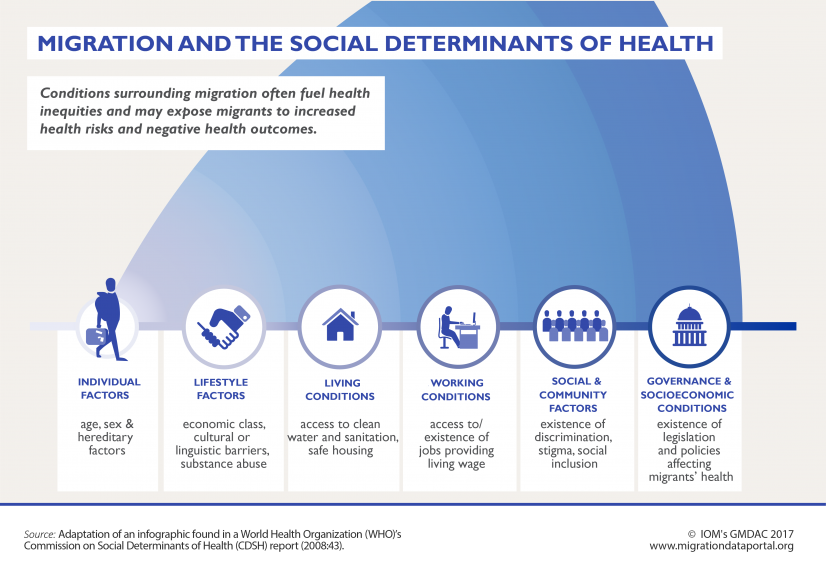 MIGRATION AND THE SOCIAL DETERMINANTS OF HEALTH
Conditions surrounding migration often fuel health
inequities and may expose migrants to increased
health risks and negative health outcomes.
INDIVIDUAL
FACTORS
age, sex &
hereditary
factors
LIFESTYLE
FACTORS
economic class,
cultural or
linguistic barriers,
substance abuse
LIVING
CONDITIONS
access to clean
water and sanitation,
safe housing
WORKING
CONDITIONS
access to/
existence of
jobs providing
living wage
SOCIAL &
COMMUNITY
FACTORS
existence of
discrimination,
stigma, social
inclusion
GOVERNANCE &
SOCIOECONOMIC
CONDITIONS
existence of
legislation
and policies
affecting
migrants' health
Source: Adaptation of an infographic found in a World Health Organization (WHO)'s
Commission on Social Determinants of Health (CDSH) report (2008:43).
© IOM's GMDAC 2017
www.migrationdataportal.org